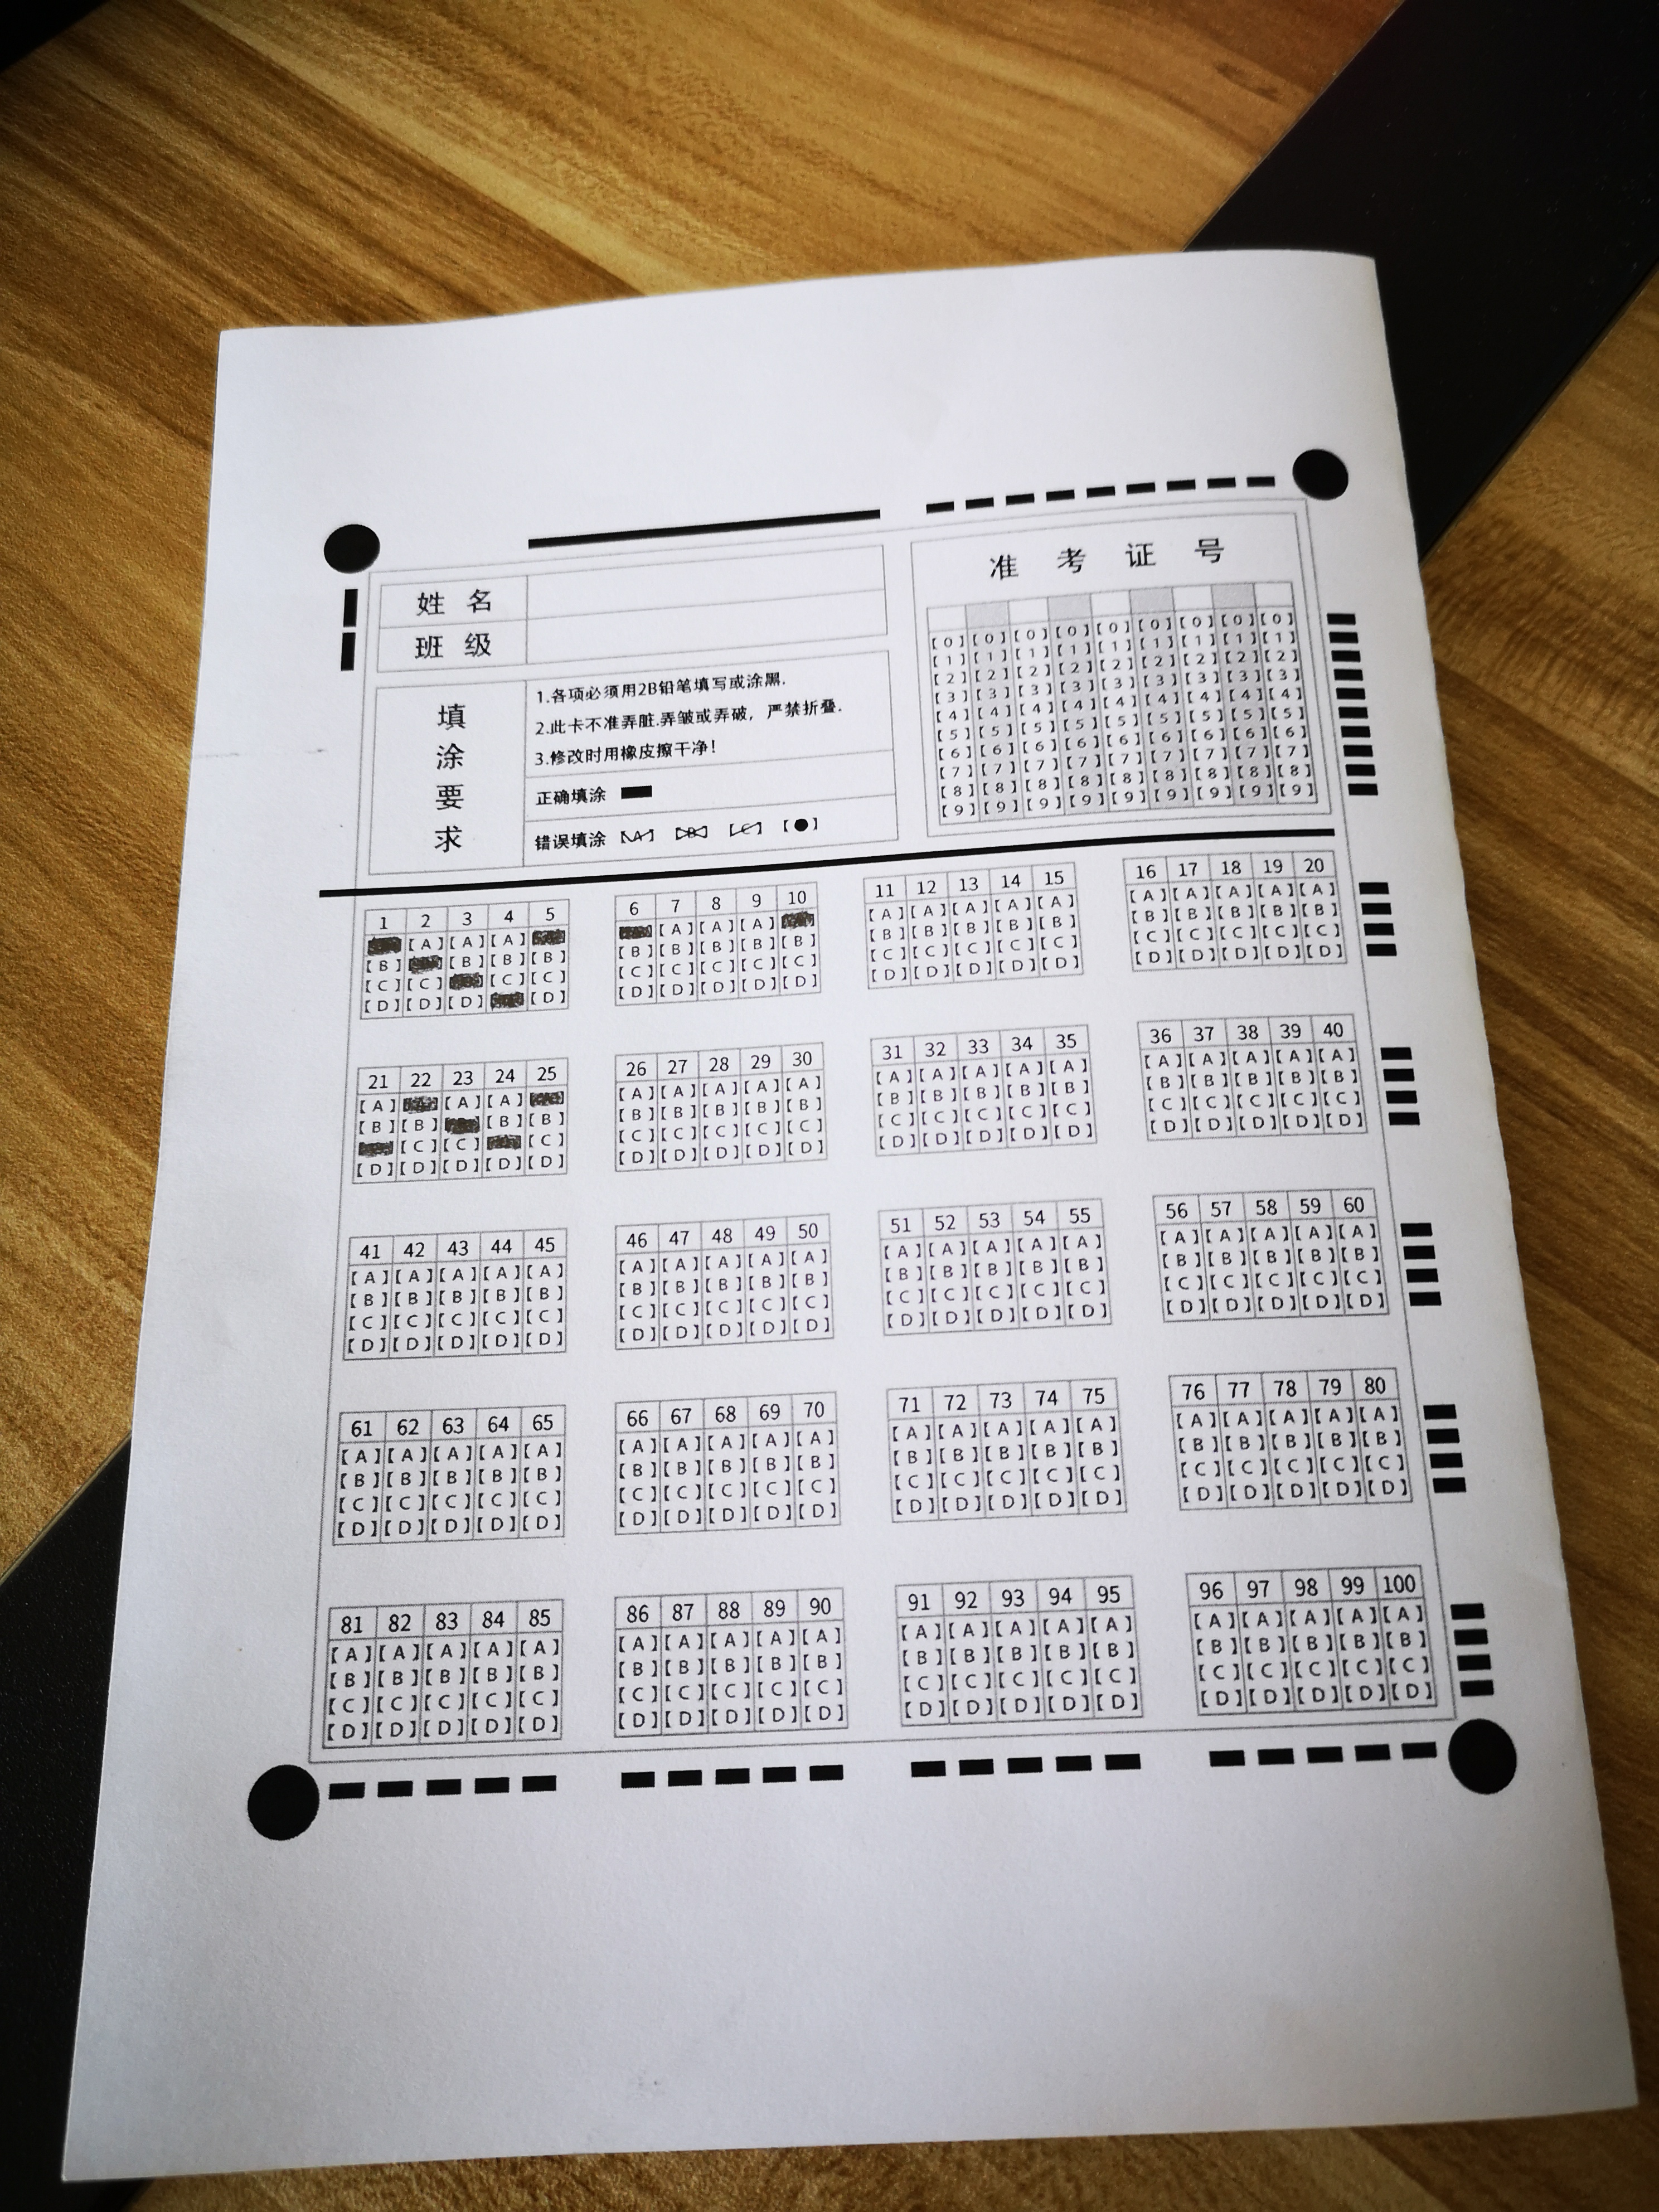 姓 名
班 级
填涂要求
1.各项必须用2B铅笔填写或涂黑.
2.此卡不准弄脏.弄皱或弄破，严禁折叠.
3.修改时用橡皮擦干净!
正确填涂
错误填涂 【A】 【B】 【C】 【●】
准 考 证 号
【0】【0】【0】【0】【0】【0】【0】【0】【0】
【1】【1】【1】【1】【1】【1】【1】【1】【1】
【2】【2】【2】【2】【2】【2】【2】【2】【2】
【3】【3】【3】【3】【3】【3】【3】【3】【3】
【4】【4】【4】【4】【4】【4】【4】【4】【4】
【5】【5】【5】【5】【5】【5】【5】【5】【5】
【6】【6】【6】【6】【6】【6】【6】【6】【6】
【7】【7】【7】【7】【7】【7】【7】【7】【7】
【8】【8】【8】【8】【8】【8】【8】【8】【8】
【9】【9】【9】【9】【9】【9】【9】【9】【9】
1 2 3 4 5
【A】【A】【A】
【B】【B】【B】【B】
【C】【C】【C】【C】
【D】【D】【D】【D】
6 7 8 9 10
【A】【A】【A】
【B】【B】【B】【B】【B】
【C】【C】【C】【C】【C】
【D】【D】【D】【D】【D】
11 12 13 14 15
【A】【A】【A】【A】【A】
【B】【B】【B】【B】【B】
【C】【C】【C】【C】【C】
【D】【D】【D】【D】【D】
16 17 18 19 20
【A】【A】【A】【A】【A】
【B】【B】【B】【B】【B】
【C】【C】【C】【C】【C】
【D】【D】【D】【D】【D】
21 22 23 24 25
【A】【A】【A】
【B】【B】【B】【B】
【C】【C】【C】
【D】【D】【D】【D】【D】
26 27 28 29 30
【A】【A】【A】【A】【A】
【B】【B】【B】【B】【B】
【C】【C】【C】【C】【C】
【D】【D】【D】【D】【D】
31 32 33 34 35
【A】【A】【A】【A】【A】
【B】【B】【B】【B】【B】
【C】【C】【C】【C】【C】
【D】【D】【D】【D】【D】
36 37 38 39 40
【A】【A】【A】【A】【A】
【B】【B】【B】【B】【B】
【C】【C】【C】【C】【C】
【D】【D】【D】【D】【D】
41 42 43 44 45
【A】【A】【A】【A】【A】
【B】【B】【B】【B】【B】
【C】【C】【C】【C】【C】
【D】【D】【D】【D】【D】
46 47 48 49 50
【A】【A】【A】【A】【A】
【B】【B】【B】【B】【B】
【C】【C】【C】【C】【C】
【D】【D】【D】【D】【D】
51 52 53 54 55
【A】【A】【A】【A】【A】
【B】【B】【B】【B】【B】
【C】【C】【C】【C】【C】
【D】【D】【D】【D】【D】
56 57 58 59 60
【A】【A】【A】【A】【A】
【B】【B】【B】【B】【B】
【C】【C】【C】【C】【C】
【D】【D】【D】【D】【D】
61 62 63 64 65
【A】【A】【A】【A】【A】
【B】【B】【B】【B】【B】
【C】【C】【C】【C】【C】
【D】【D】【D】【D】【D】
66 67 68 69 70
【A】【A】【A】【A】【A】
【B】【B】【B】【B】【B】
【C】【C】【C】【C】【C】
【D】【D】【D】【D】【D】
71 72 73 74 75
【A】【A】【A】【A】【A】
【B】【B】【B】【B】【B】
【C】【C】【C】【C】【C】
【D】【D】【D】【D】【D】
76 77 78 79 80
【A】【A】【A】【A】【A】
【B】【B】【B】【B】【B】
【C】【C】【C】【C】【C】
【D】【D】【D】【D】【D】
81 82 83 84 85
【A】【A】【A】【A】【A】
【B】【B】【B】【B】【B】
【C】【C】【C】【C】【C】
【D】【D】【D】【D】【D】
86 87 88 89 90
【A】【A】【A】【A】【A】
【B】【B】【B】【B】【B】
【C】【C】【C】【C】【C】
【D】【D】【D】【D】【D】
91 92 93 94 95
【A】【A】【A】【A】【A】
【B】【B】【B】【B】【B】
【C】【C】【C】【C】【C】
【D】【D】【D】【D】【D】
96 97 98 99 100
【A】【A】【A】【A】【A】
【B】【B】【B】【B】【B】
【C】【C】【C】【C】【C】
【D】【D】【D】【D】【D】